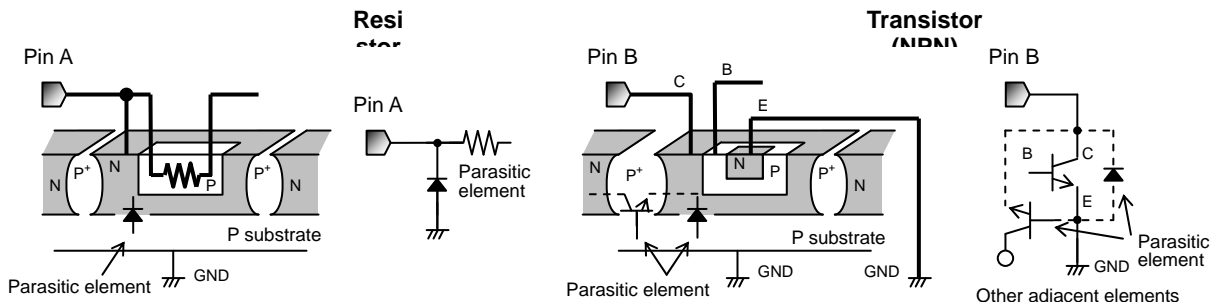 Resi
stor
Transistor
(NPN)
Pin A
Pin A
N
P+
N
P
P+
N
Parasitic
element
P substrate
Parasitic element
GND
Pin B
C
B
E
N
P+
N
P
P+
N
P substrate
Parasitic element
GND
GND
Pin B
B
C
E
Parasitic
element
GND
Other adjacent elements